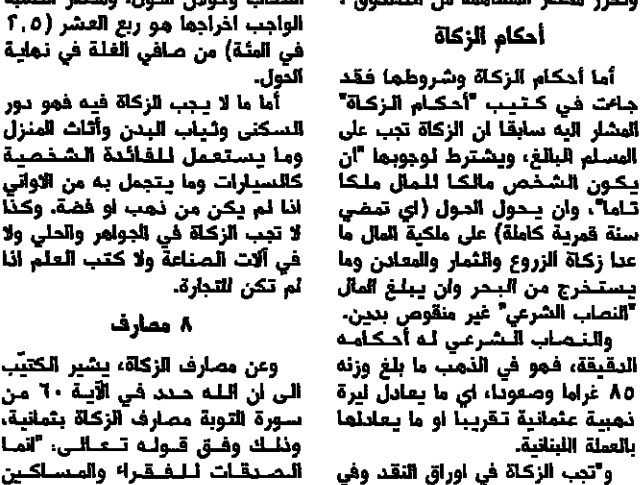 وتقرر مقدار المساهمة من الصندوق".
أحكام الزكاة
أما أحكام الزكاة وشروطها فقد
جاءت في كتيب "أحكام الزكاة"
المشار اليه سابقا ان الزكاة تجب على
المسلم البالغ، ويشترط لوجوبها "ان
يكون الشخص مالكا للمال ملكا
تاما"، وان يحول الحول (اي تمضي
سنة قمرية كاملة) على ملكية المال ما
عدا زكاة الزروع والثمار والمعادن وما
يستخرج من البحر وان يبلغ المال
"النصاب الشرعي" غير منقوص بدين.
والنصاب الشرعي له أحكامه
الدقيقة، فهو في الذهب ما بلغ وزنه
٨٥ غراما وصعودا، اي ما يعادل ليرة
ذهبية عثمانية تقريبا او ما يعادلها
بالعملة اللبنانية.
و"تجب الزكاة في اوراق النقد وفي
الواجب اخراجها هو ربع العشر (٢,٥
في المئة) من صافي الغلة في نهاية
الحول.
أما ما لا يجب للزكاة فيه فهو دور
السكنى وثياب البدن وأثاث المنزل
وما يستعمل للفائدة الشخصية
كالسيارات وما يتجمل به من الاواني
اذا لم يكن من ذهب او فضة. وكذا
لا تجب الزكاة في الجواهر والحلي ولا
في آلات الصناعة ولا كتب العلم اذا
لم تكن للتجارة.
٨ مصارف
وعن مصارف الزكاة، يشير الكتيّب
الى ان الله حدد في الآية ٦٠ من
سورة التوبة مصارف الزكاة بثمانية،
وذلك وفق قوله تعالى: "انما
الصدقات للفقراء والمساكين